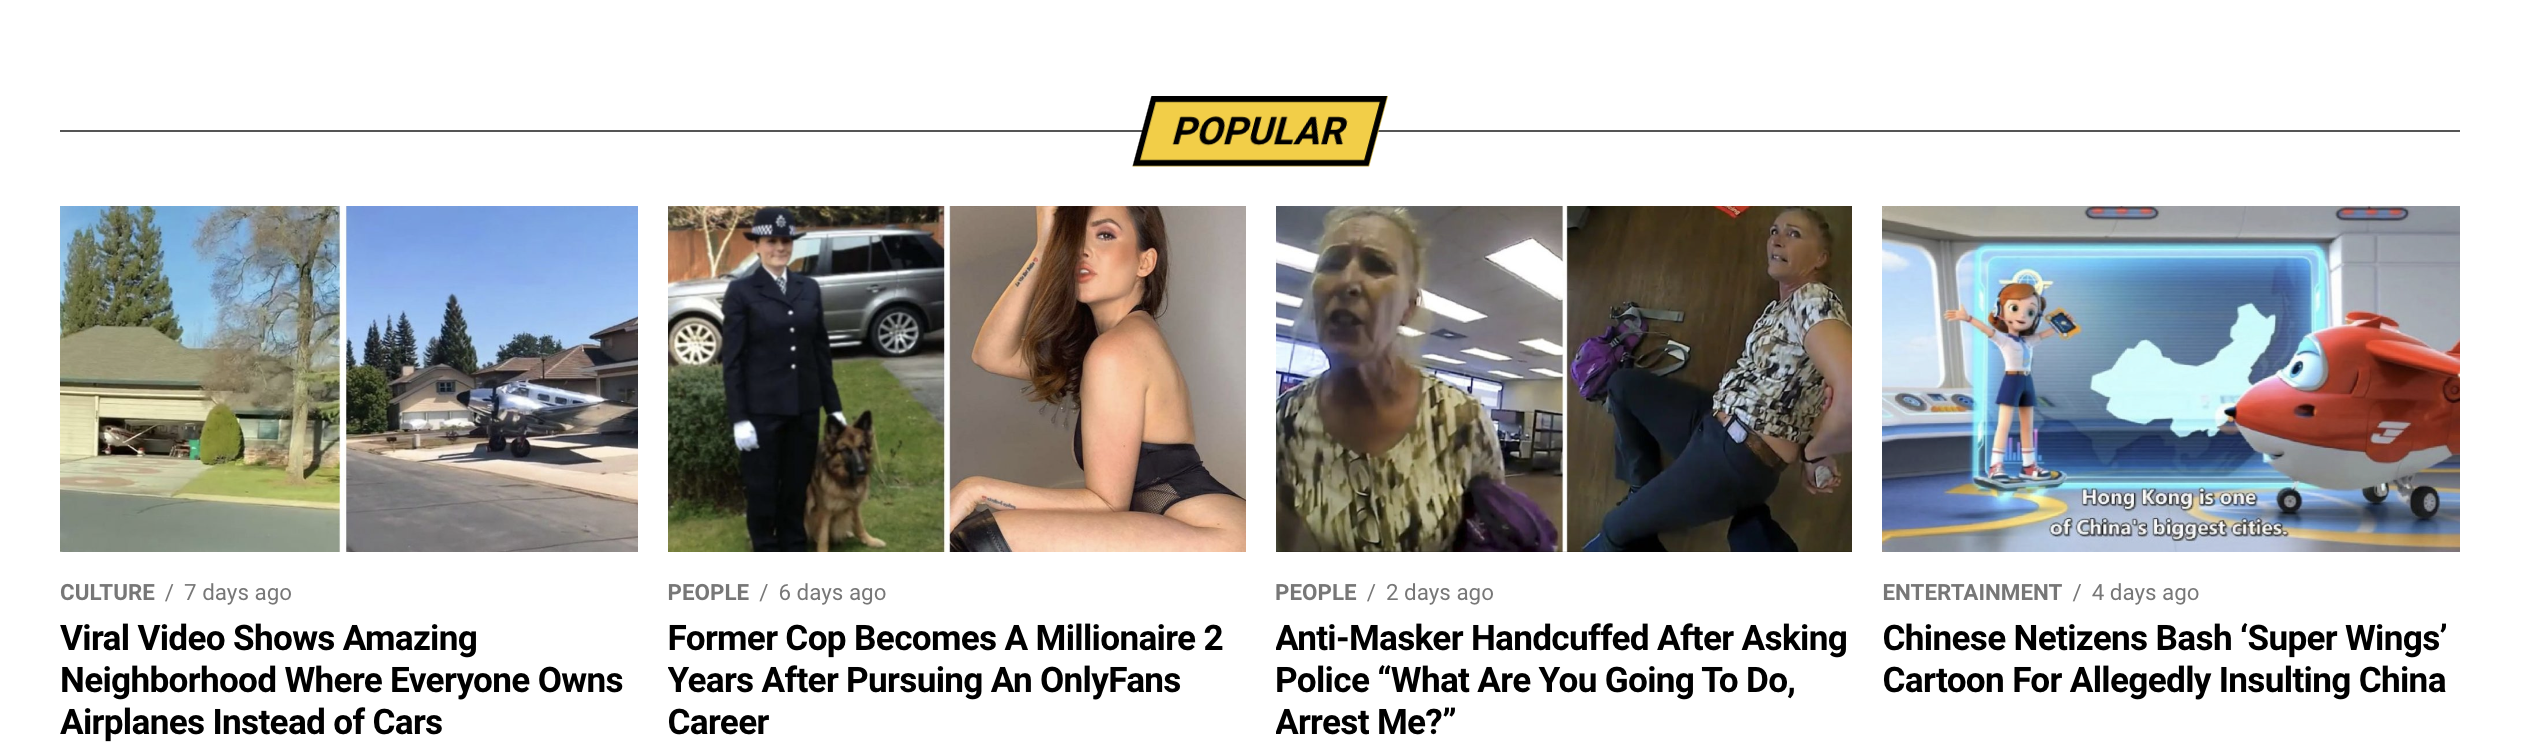 POPULAR
Hong Kong is one
of China's biggest cities.
CULTURE / 7 days ago
Viral Video Shows Amazing
Neighborhood Where Everyone Owns
Airplanes Instead of Cars
PEOPLE / 6 days ago
Former Cop Becomes A Millionaire 2
Years After Pursuing An OnlyFans
Career
PEOPLE / 2 days ago
Anti-Masker Handcuffed After Asking
Police “What Are You Going To Do,
Arrest Me?”
ENTERTAINMENT / 4 days ago
Chinese Netizens Bash ‘Super Wings’
Cartoon For Allegedly Insulting China